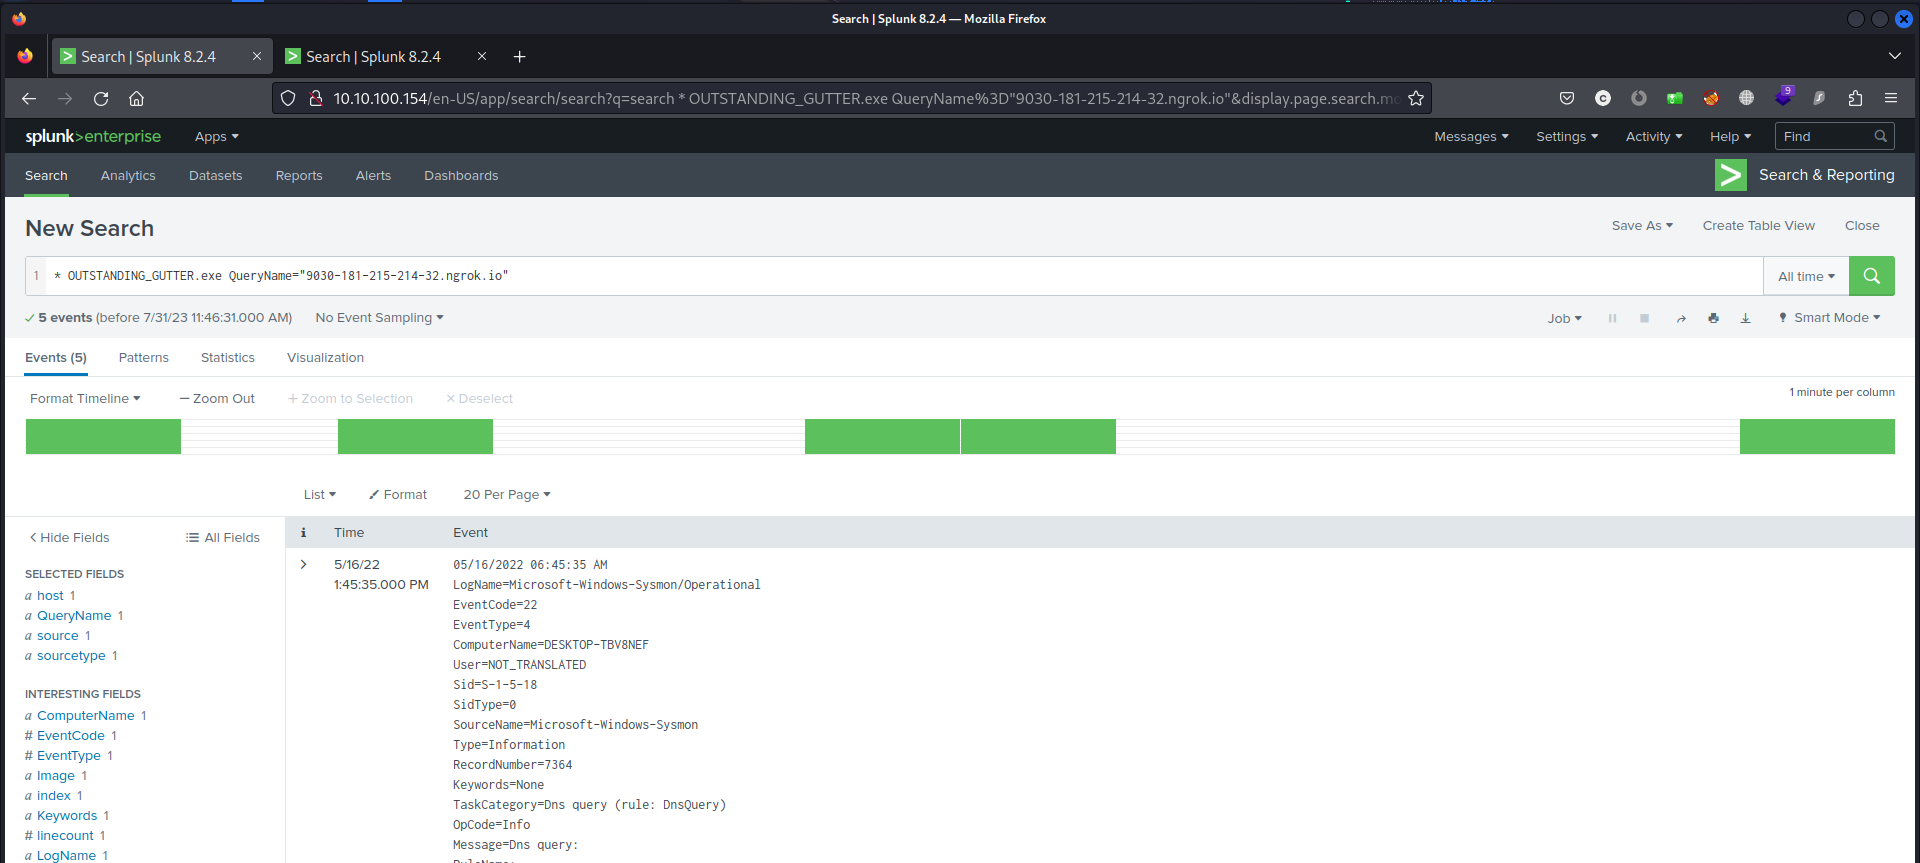 Search | Splunk 8.2.4 — Mozilla Firefox
Search | Splunk 8.2.4
Search | Splunk 8.2.4
10.10.100.154/en-US/app/search/search?q=search * OUTSTANDING_GUTTER.exe QueryName%3D"9030-181-215-214-32.ngrok.io"&display.page.search.mo
9
splunk>enterprise Apps Messages Settings Activity Help Find
Search Analytics Datasets Reports Alerts Dashboards Search & Reporting
New Search Save As Create Table View Close
1 * OUTSTANDING_GUTTER.exe QueryName="9030-181-215-214-32.ngrok.io" All time
5 events (before 7/31/23 11:46:31.000 AM) No Event Sampling Job Smart Mode
Events (5) Patterns Statistics Visualization
Format Timeline — Zoom Out + Zoom to Selection × Deselect 1 minute per column
List Format 20 Per Page
Hide Fields All Fields
SELECTED FIELDS
a host 1
a QueryName 1
a source 1
a sourcetype 1
INTERESTING FIELDS
a ComputerName 1
# EventCode 1
# EventType 1
a Image 1
a index 1
a Keywords 1
# linecount 1
a LogName 1
i Time Event
5/16/22
1:45:35.000 PM
05/16/2022 06:45:35 AM
LogName=Microsoft-Windows-Sysmon/Operational
EventCode=22
EventType=4
ComputerName=DESKTOP-TBV8NEF
User=NOT_TRANSLATED
Sid=S-1-5-18
SidType=0
SourceName=Microsoft-Windows-Sysmon
Type=Information
RecordNumber=7364
Keywords=None
TaskCategory=Dns query (rule: DnsQuery)
OpCode=Info
Message=Dns query: